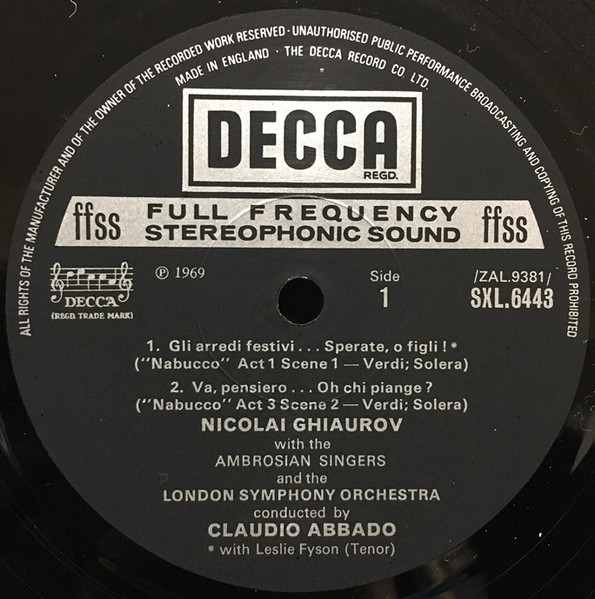 ALL RIGHTS OF THE MANUFACTURER AND OF THE OWNER OF THE RECORDED WORK RESERVED · UNAUTHORISED PUBLIC PERFORMANCE BROADCASTING AND COPYING OF THIS RECORD PROHIBITED
MADE IN ENGLAND · THE DECCA RECORD CO. LTD.
DECCA
REGD.
ffss FULL FREQUENCY ffss
STEREOPHONIC SOUND
DECCA
(REGD. TRADE MARK)
℗ 1969
Side
1
/ZAL.9381/
SXL.6443
1. Gli arredi festivi . . . Sperate, o figli ! *
(“Nabucco” Act 1 Scene 1 — Verdi; Solera)
2. Va, pensiero . . . Oh chi piange ?
(“Nabucco” Act 3 Scene 2 — Verdi; Solera)
NICOLAI GHIAUROV
with the
AMBROSIAN SINGERS
and the
LONDON SYMPHONY ORCHESTRA
conducted by
CLAUDIO ABBADO
* with Leslie Fyson (Tenor)